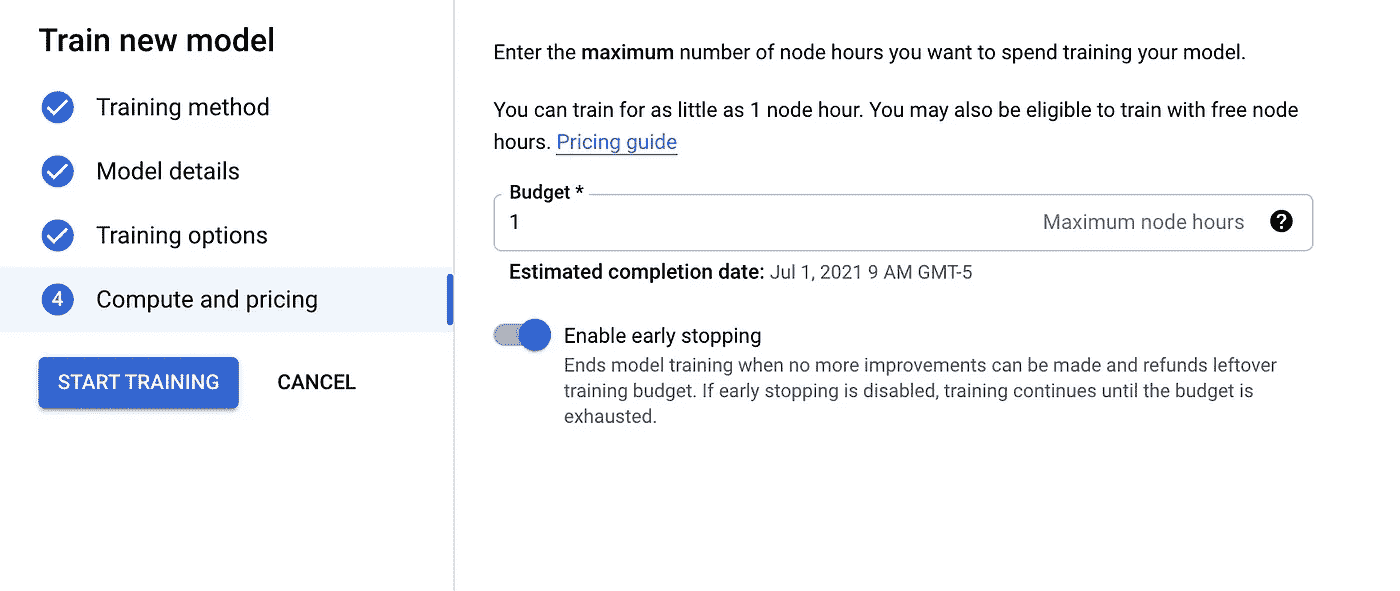 Train new model
Training method
Model details
Training options
4 Compute and pricing
START TRAINING CANCEL
Enter the maximum number of node hours you want to spend training your model.
You can train for as little as 1 node hour. You may also be eligible to train with free node
hours. Pricing guide
Budget *
1 Maximum node hours ?
Estimated completion date: Jul 1, 2021 9 AM GMT-5
Enable early stopping
Ends model training when no more improvements can be made and refunds leftover
training budget. If early stopping is disabled, training continues until the budget is
exhausted.